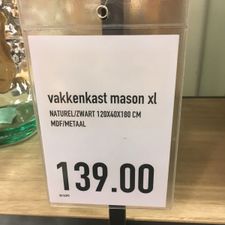 vakkenkast mason xl
NATUREL/ZWART 120X40X180 CM
MDF/METAAL
139.00